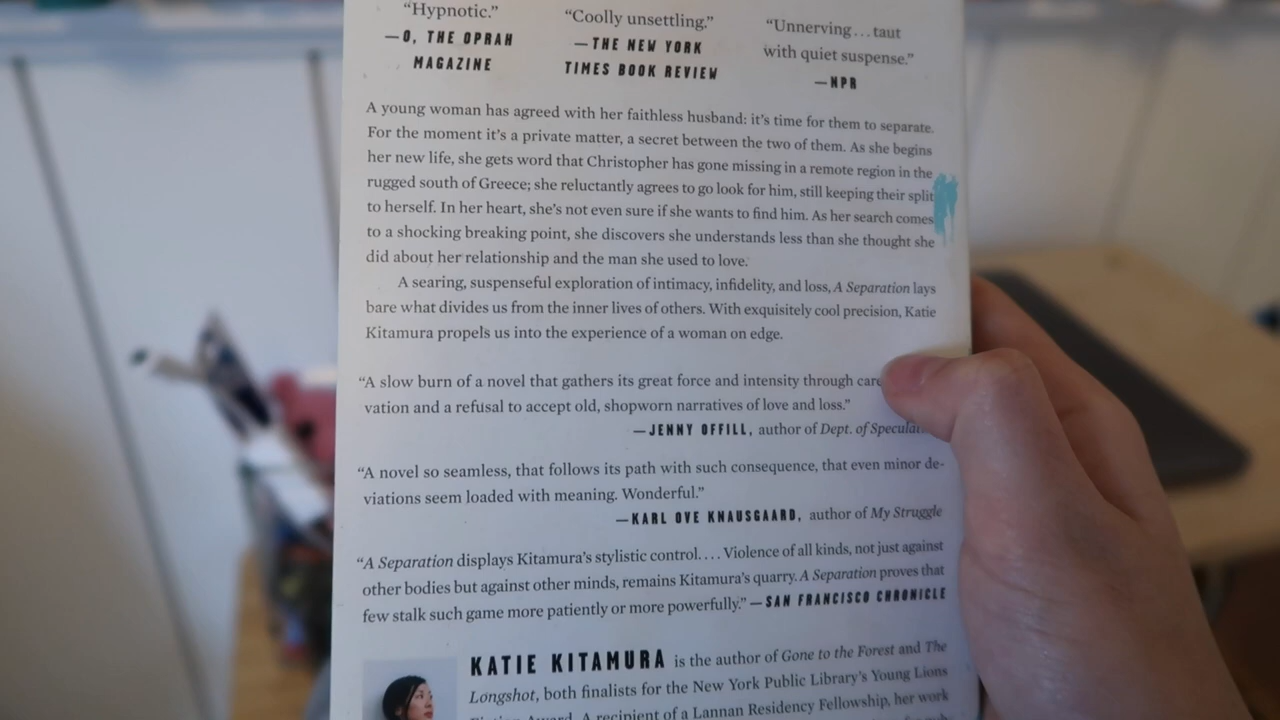 “Hypnotic.”
—O, THE OPRAH
MAGAZINE
“Coolly unsettling.”
—THE NEW YORK
TIMES BOOK REVIEW
“Unnerving...taut
with quiet suspense.”
—NPR
A young woman has agreed with her faithless husband: it’s time for them to separate.
For the moment it’s a private matter, a secret between the two of them. As she begins
her new life, she gets word that Christopher has gone missing in a remote region in the
rugged south of Greece; she reluctantly agrees to go look for him, still keeping their split
to herself. In her heart, she’s not even sure if she wants to find him. As her search comes
to a shocking breaking point, she discovers she understands less than she thought she
did about her relationship and the man she used to love.
A searing, suspenseful exploration of intimacy, infidelity, and loss, A Separation lays
bare what divides us from the inner lives of others. With exquisitely cool precision, Katie
Kitamura propels us into the experience of a woman on edge.
“A slow burn of a novel that gathers its great force and intensity through
vation and a refusal to accept old, shopworn narratives of love and loss.”
—JENNY OFFILL, author of Dept. of
“A novel so seamless, that follows its path with such consequence, that even minor de-
viations seem loaded with meaning. Wonderful.”
—KARL OVE KNAUSGAARD, author of My Struggle
“A Separation displays Kitamura’s stylistic control.... Violence of all kinds, not just against
other bodies but against other minds, remains Kitamura’s quarry. A Separation proves that
few stalk such game more patiently or more powerfully.” —SAN FRANCISCO CHRONICLE
KATIE KITAMURA is the author of Gone to the Forest and The
Longshot, both finalists for the New York Public Library’s Young Lions
Award. A recipient of a Lannan Residency Fellowship, her work